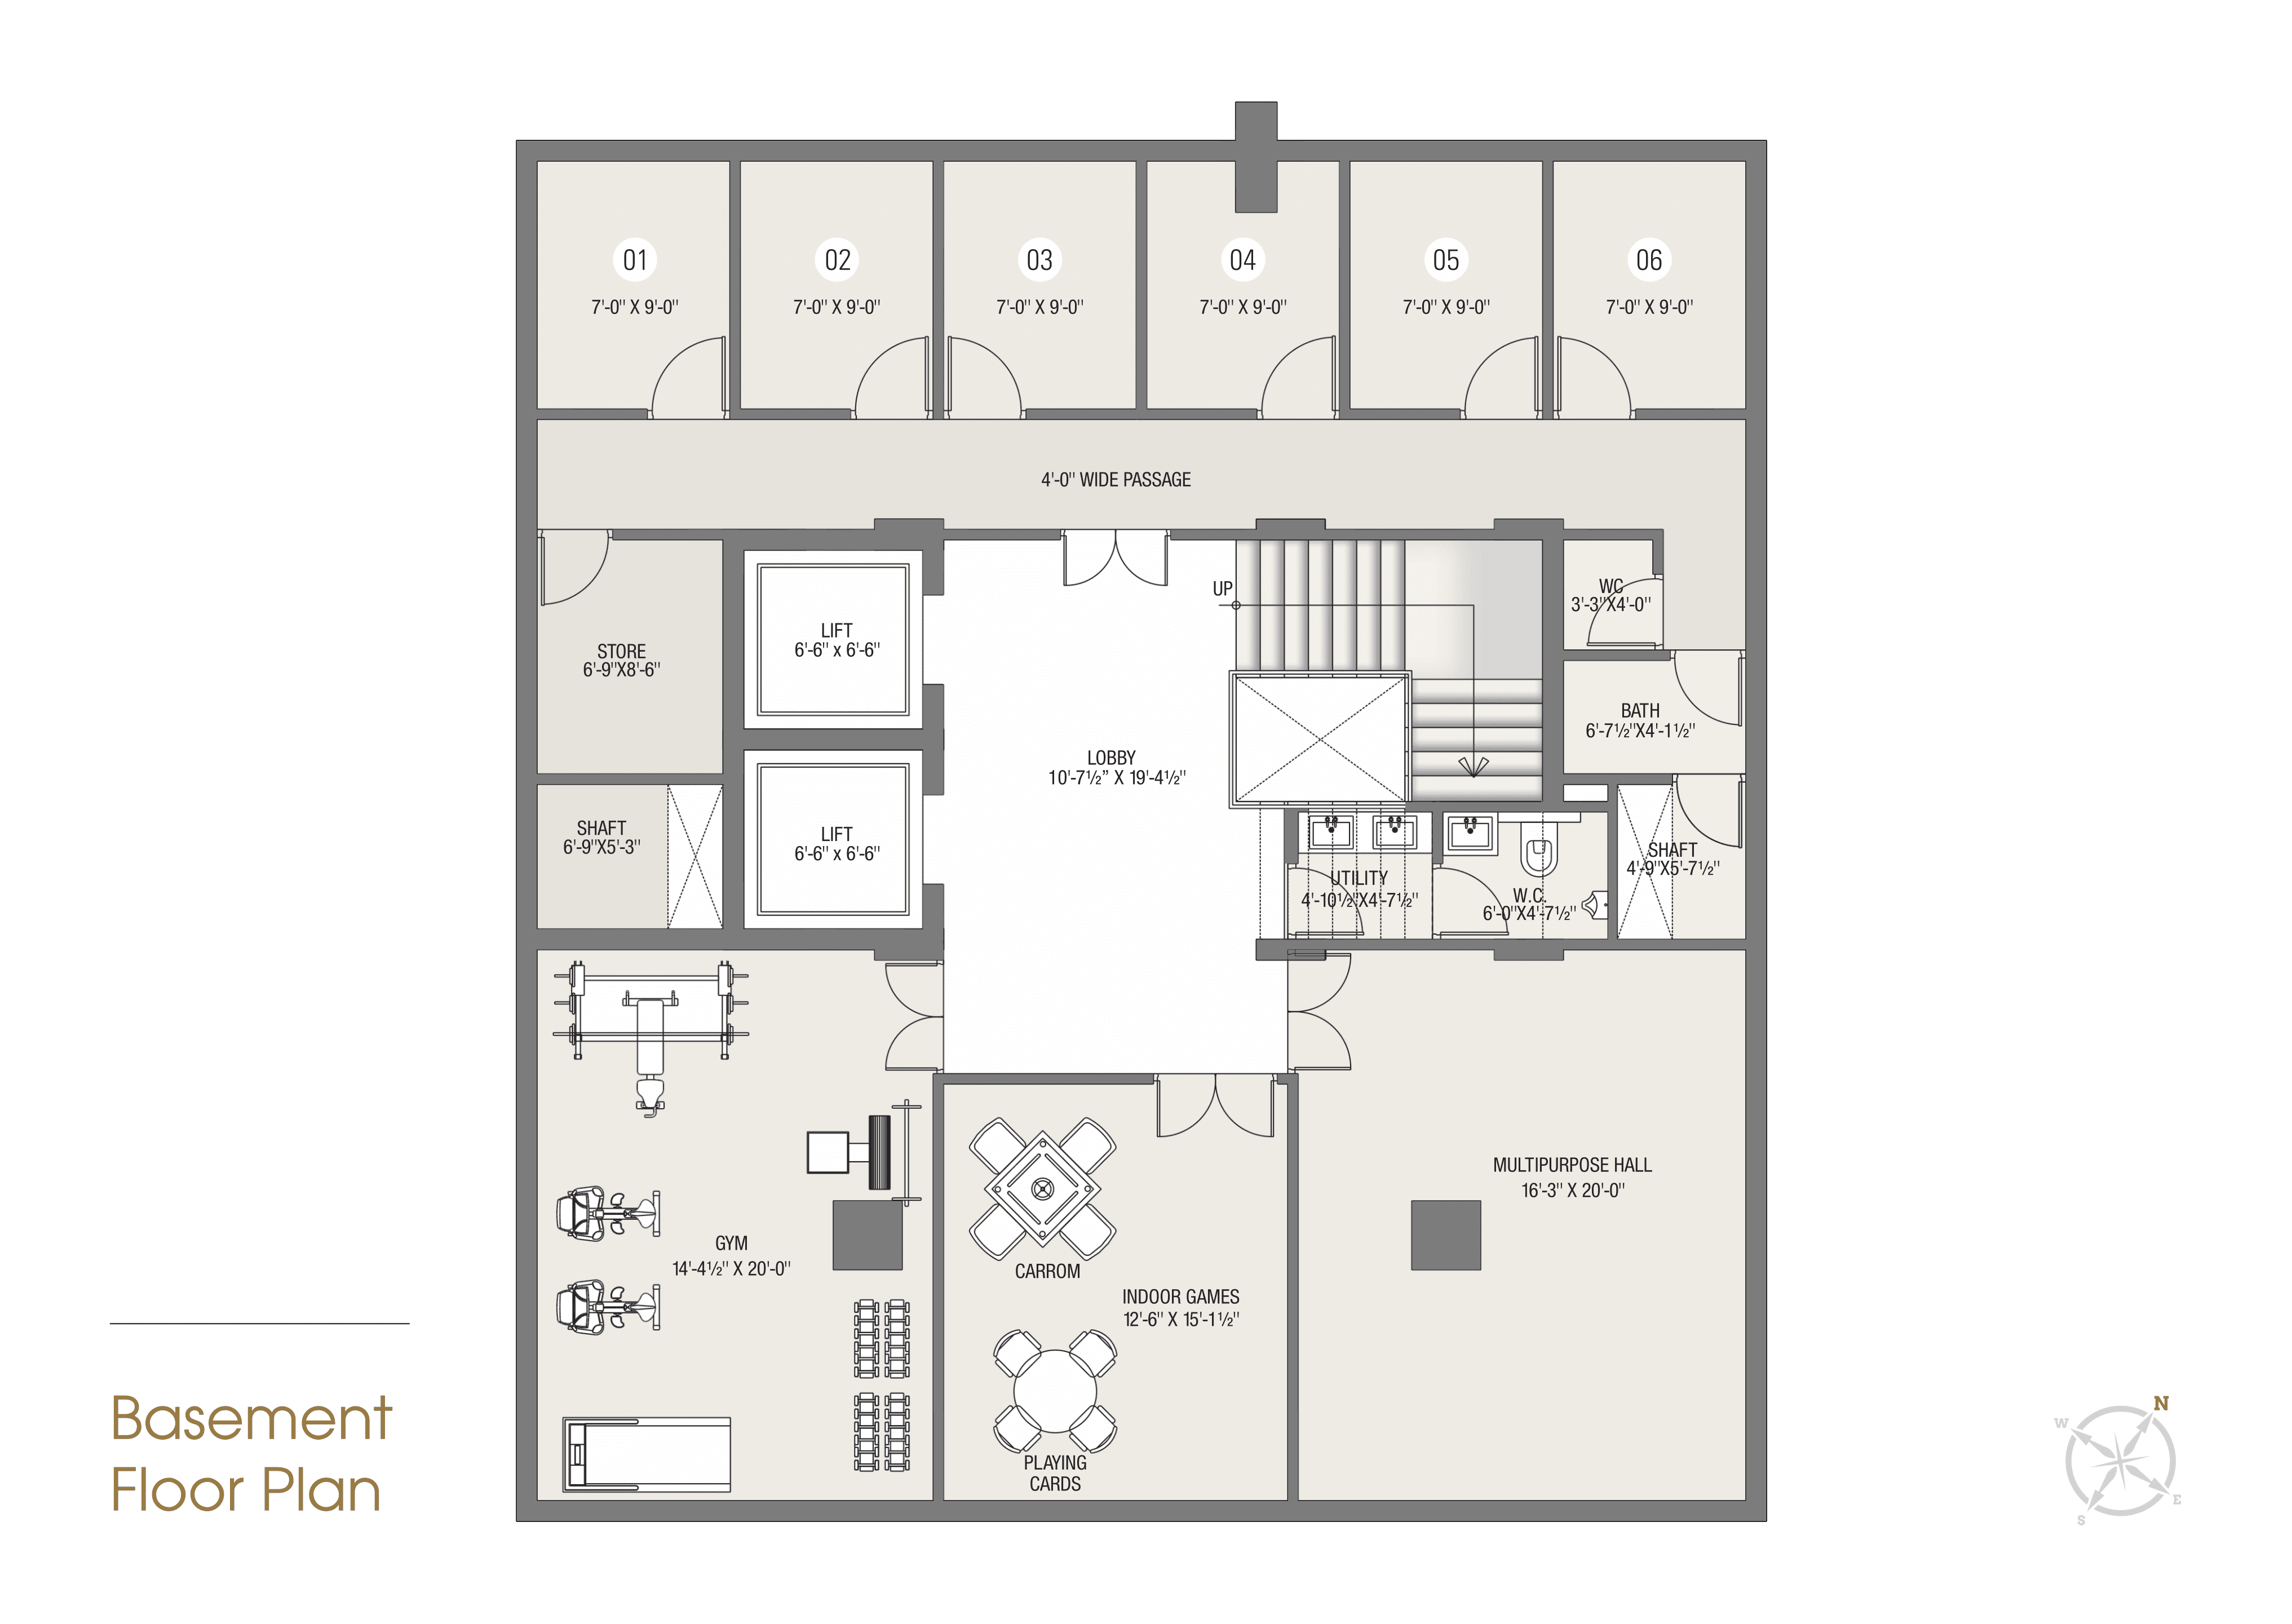 01
7'-0" X 9'-0"
02
7'-0" X 9'-0"
03
7'-0" X 9'-0"
04
7'-0" X 9'-0"
05
7'-0" X 9'-0"
06
7'-0" X 9'-0"
4'-0" WIDE PASSAGE
STORE
6'-9"X8'-6"
LIFT
6'-6" x 6'-6"
UP
WC
3'-3"X4'-0"
BATH
6'-7½"X4'-1½"
LOBBY
10'-7½” X 19'-4½"
SHAFT
6'-9"X5'-3"
LIFT
6'-6" x 6'-6"
UTILITY
4'-10½"X4'-7½"
W.C.
6'-0"X4'-7½"
SHAFT
4'-9"X5'-7½"
GYM
14'-4½" X 20'-0"
CARROM
INDOOR GAMES
12'-6" X 15'-1½"
PLAYING
CARDS
MULTIPURPOSE HALL
16'-3" X 20'-0"
Basement
Floor Plan
N
W
E
S